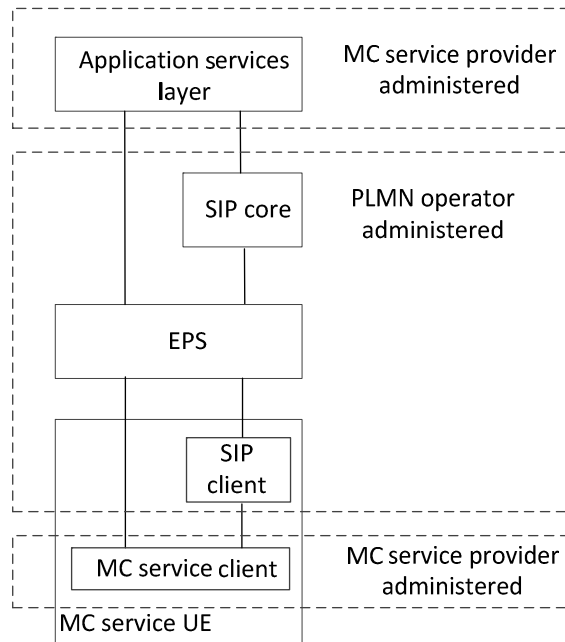 Application services
layer
MC service provider
administered
SIP core
PLMN operator
administered
EPS
SIP
client
MC service client
MC service provider
administered
MC service UE